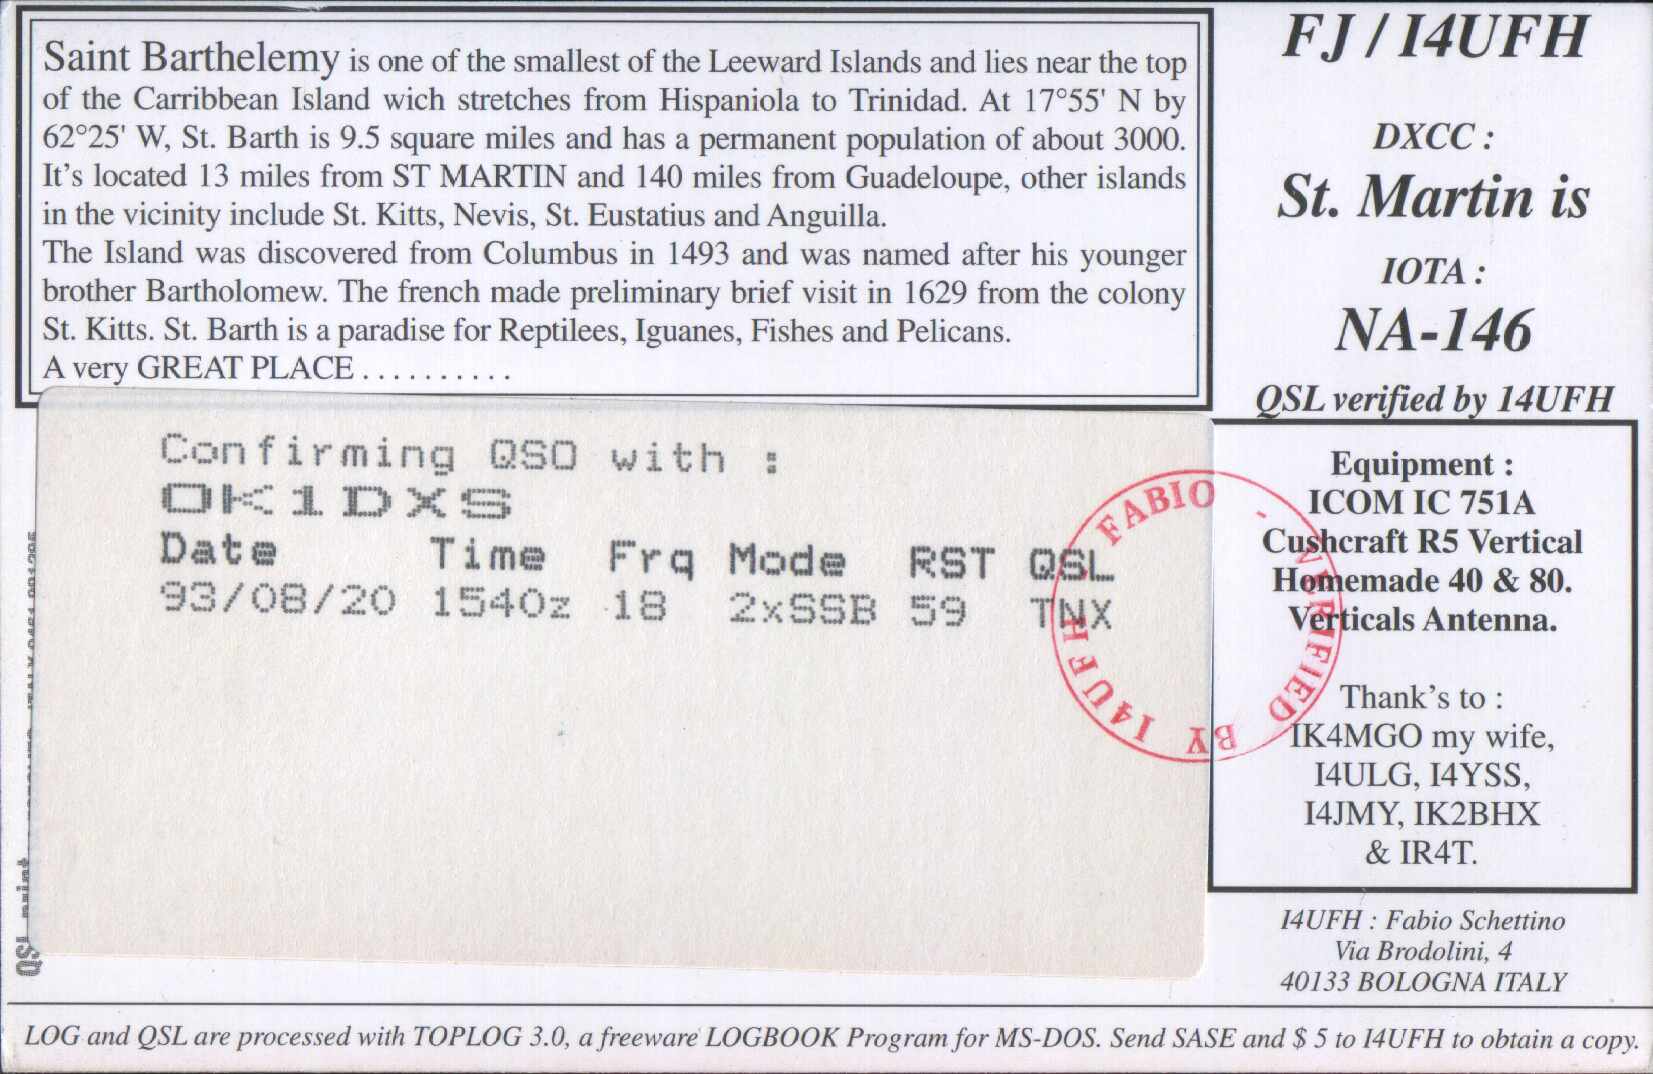 Saint Barthelemy is one of the smallest of the Leeward Islands and lies near the top
of the Carribbean Island wich stretches from Hispaniola to Trinidad. At 17°55' N by
62°25' W, St. Barth is 9.5 square miles and has a permanent population of about 3000.
It's located 13 miles from ST MARTIN and 140 miles from Guadeloupe, other islands
in the vicinity include St. Kitts, Nevis, St. Eustatius and Anguilla.
The Island was discovered from Columbus in 1493 and was named after his younger
brother Bartholomew. The french made preliminary brief visit in 1629 from the colony
St. Kitts. St. Barth is a paradise for Reptilees, Iguanes, Fishes and Pelicans.
A very GREAT PLACE . . . . . . . . . .
FJ / I4UFH
DXCC :
St. Martin is
IOTA :
NA-146
QSL verified by I4UFH
Confirming QSO with :
OK1DXS
Date Time Frq Mode RST QSL
93/08/20 1540z 18 2xSSB 59 TNX
FABIO - VERIFIED BY I4UFH -
Equipment :
ICOM IC 751A
Cushcraft R5 Vertical
Homemade 40 & 80.
Verticals Antenna.
Thank's to :
IK4MGO my wife,
I4ULG, I4YSS,
I4JMY, IK2BHX
& IR4T.
I4UFH : Fabio Schettino
Via Brodolini, 4
40133 BOLOGNA ITALY
QSL print
LOG and QSL are processed with TOPLOG 3.0, a freeware LOGBOOK Program for MS-DOS. Send SASE and $ 5 to I4UFH to obtain a copy.